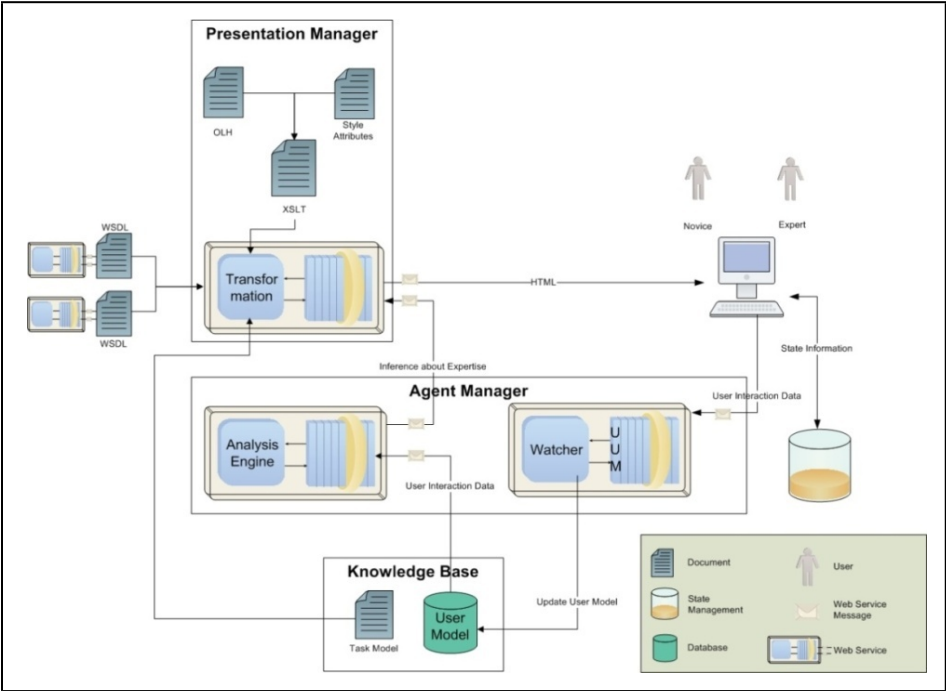 Presentation Manager
OLH
Style
Attributes
XSLT
WSDL
WSDL
Transfor
mation
Novice
Expert
HTML
State Information
Inference about Expertise
Agent Manager
User Interaction Data
Analysis
Engine
Watcher
U
U
M
User Interaction Data
Knowledge Base
Task Model
User
Model
Update User Model
Document
User
State
Management
Web Service
Message
Database
Web Service